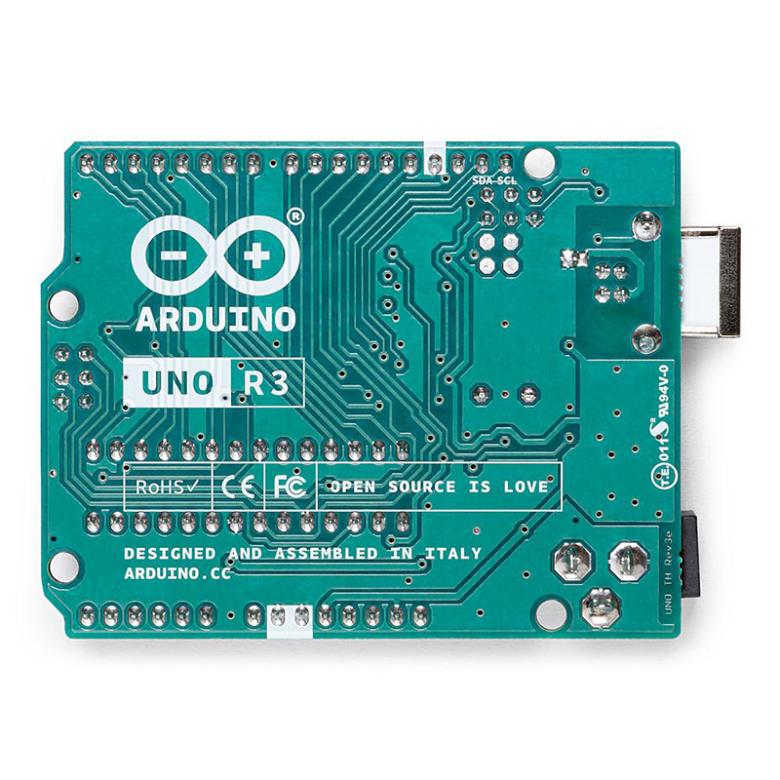 SDA SCL
®
ARDUINO
UNO R3
94V-0
RoHS✓ CE FC OPEN SOURCE IS LOVE
DESIGNED AND ASSEMBLED IN ITALY
ARDUINO.CC
UNO TH Rev3e